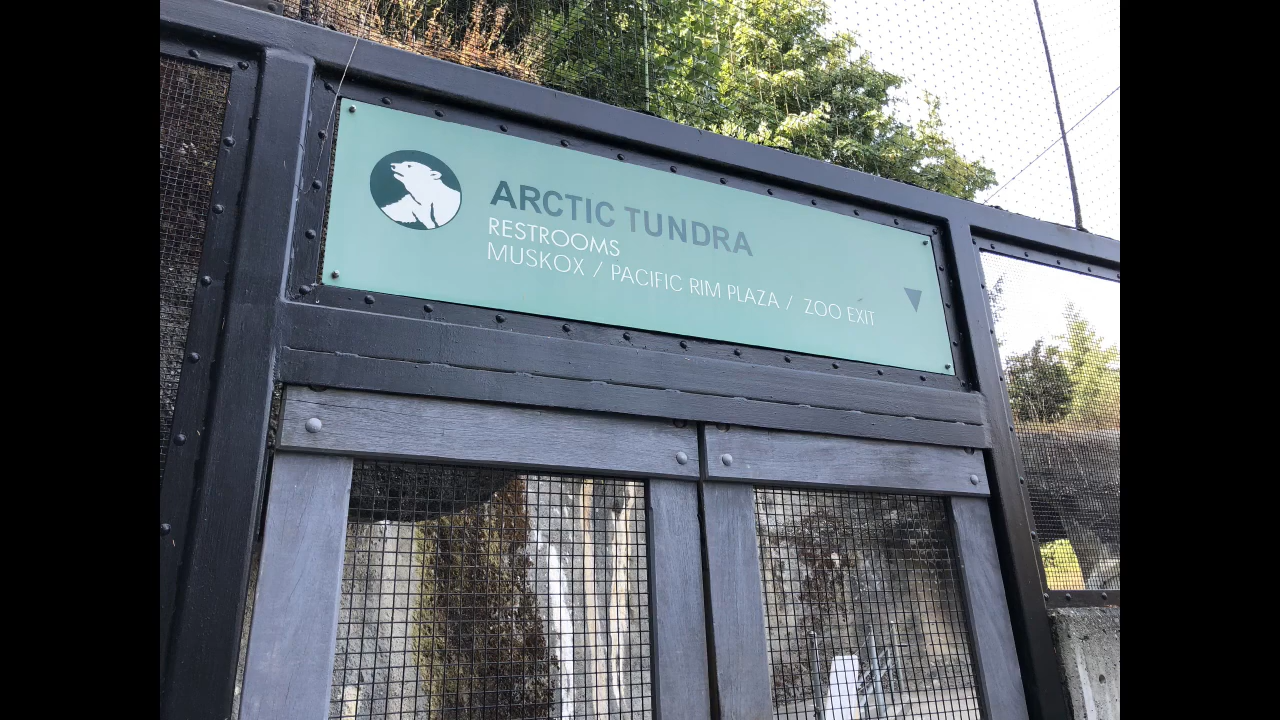 ARCTIC TUNDRA
RESTROOMS
MUSKOX / PACIFIC RIM PLAZA / ZOO EXIT